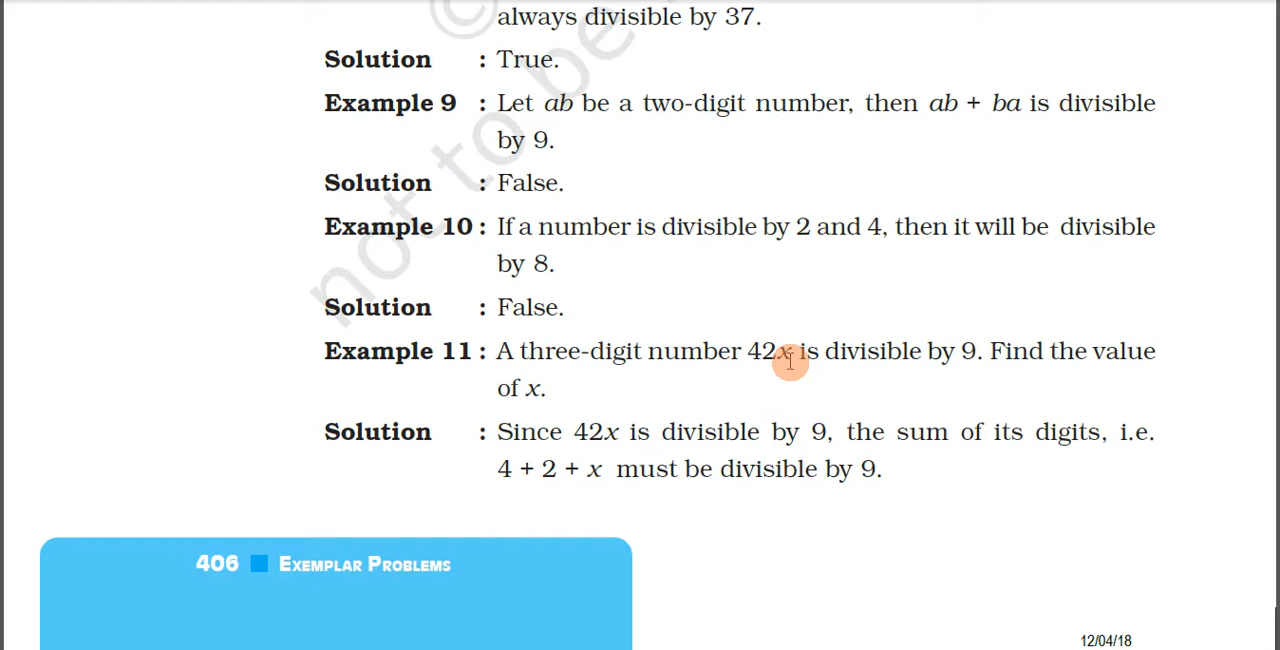 always divisible by 37.
Solution : True.
Example 9 : Let ab be a two-digit number, then ab + ba is divisible
by 9.
Solution : False.
Example 10 : If a number is divisible by 2 and 4, then it will be divisible
by 8.
Solution : False.
Example 11 : A three-digit number 42x is divisible by 9. Find the value
of x.
Solution : Since 42x is divisible by 9, the sum of its digits, i.e.
4 + 2 + x must be divisible by 9.
406 EXEMPLAR PROBLEMS
12/04/18
© not to be